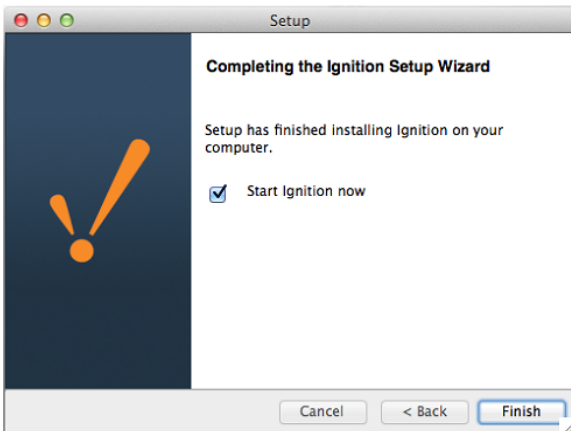 Setup
Completing the Ignition Setup Wizard
Setup has finished installing Ignition on your
computer.
Start Ignition now
Cancel
< Back
Finish